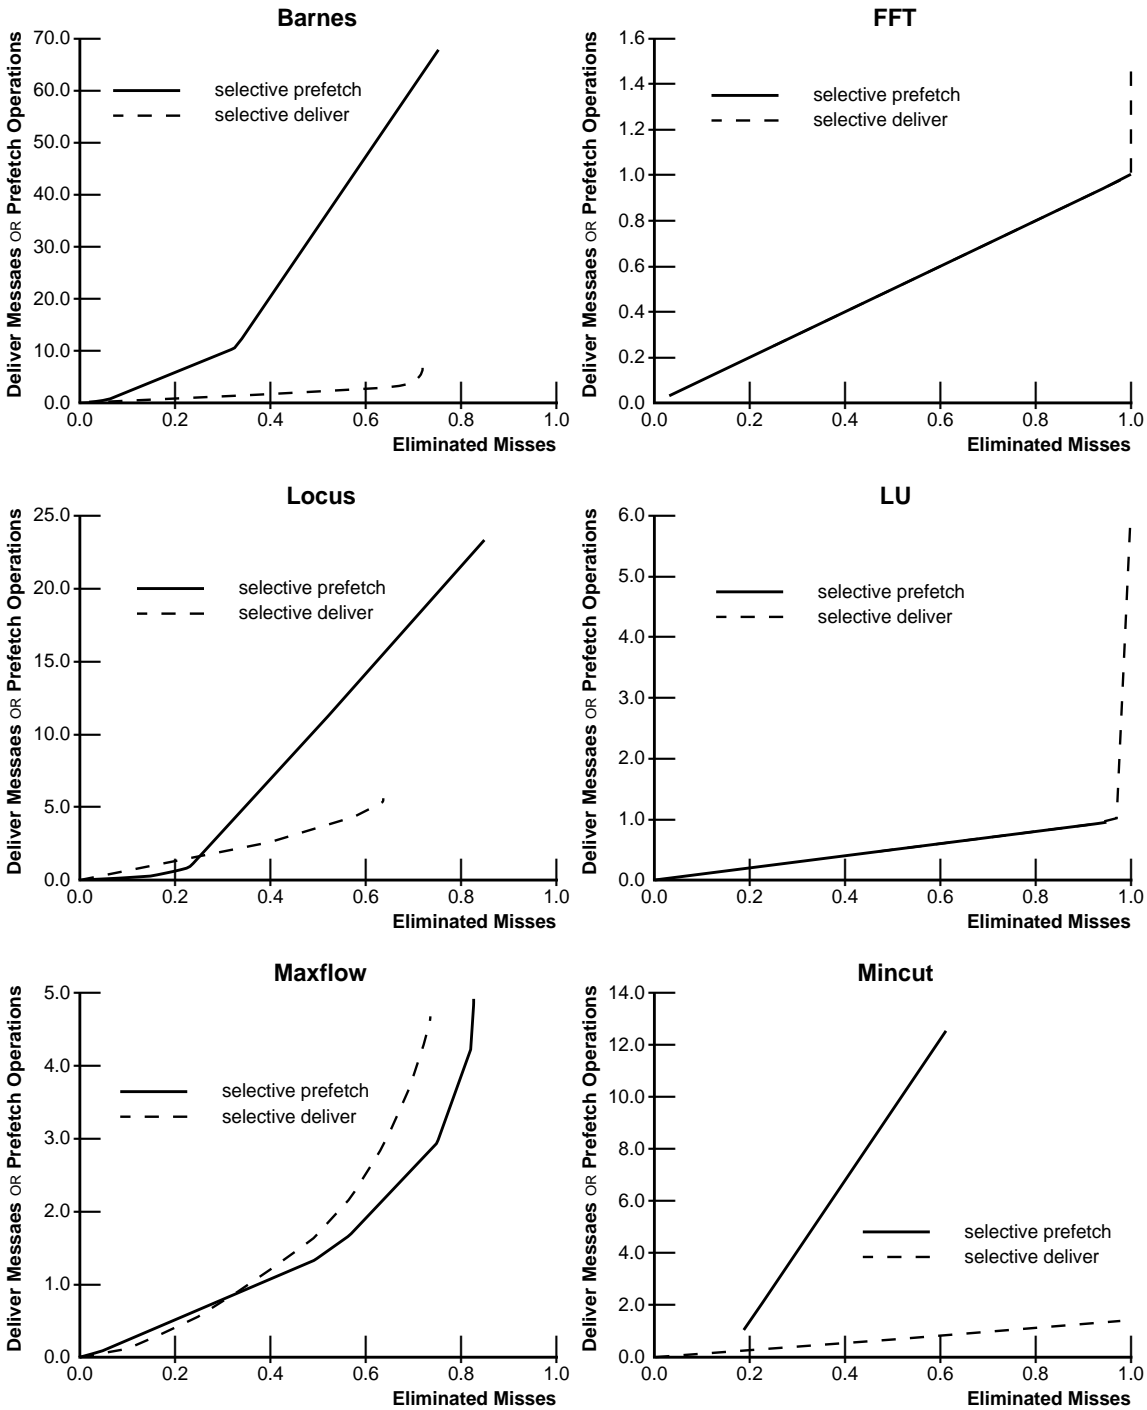 Barnes
Deliver Messaes OR Prefetch Operations
70.0
60.0
50.0
40.0
30.0
20.0
10.0
0.0
selective prefetch
selective deliver
0.0 0.2 0.4 0.6 0.8 1.0
Eliminated Misses
FFT
Deliver Messaes OR Prefetch Operations
1.6
1.4
1.2
1.0
0.8
0.6
0.4
0.2
0.0
selective prefetch
selective deliver
0.0 0.2 0.4 0.6 0.8 1.0
Eliminated Misses
Locus
Deliver Messaes OR Prefetch Operations
25.0
20.0
15.0
10.0
5.0
0.0
selective prefetch
selective deliver
0.0 0.2 0.4 0.6 0.8 1.0
Eliminated Misses
LU
Deliver Messaes OR Prefetch Operations
6.0
5.0
4.0
3.0
2.0
1.0
0.0
selective prefetch
selective deliver
0.0 0.2 0.4 0.6 0.8 1.0
Eliminated Misses
Maxflow
Deliver Messaes OR Prefetch Operations
5.0
4.0
3.0
2.0
1.0
0.0
selective prefetch
selective deliver
0.0 0.2 0.4 0.6 0.8 1.0
Eliminated Misses
Mincut
Deliver Messaes OR Prefetch Operations
14.0
12.0
10.0
8.0
6.0
4.0
2.0
0.0
selective prefetch
selective deliver
0.0 0.2 0.4 0.6 0.8 1.0
Eliminated Misses